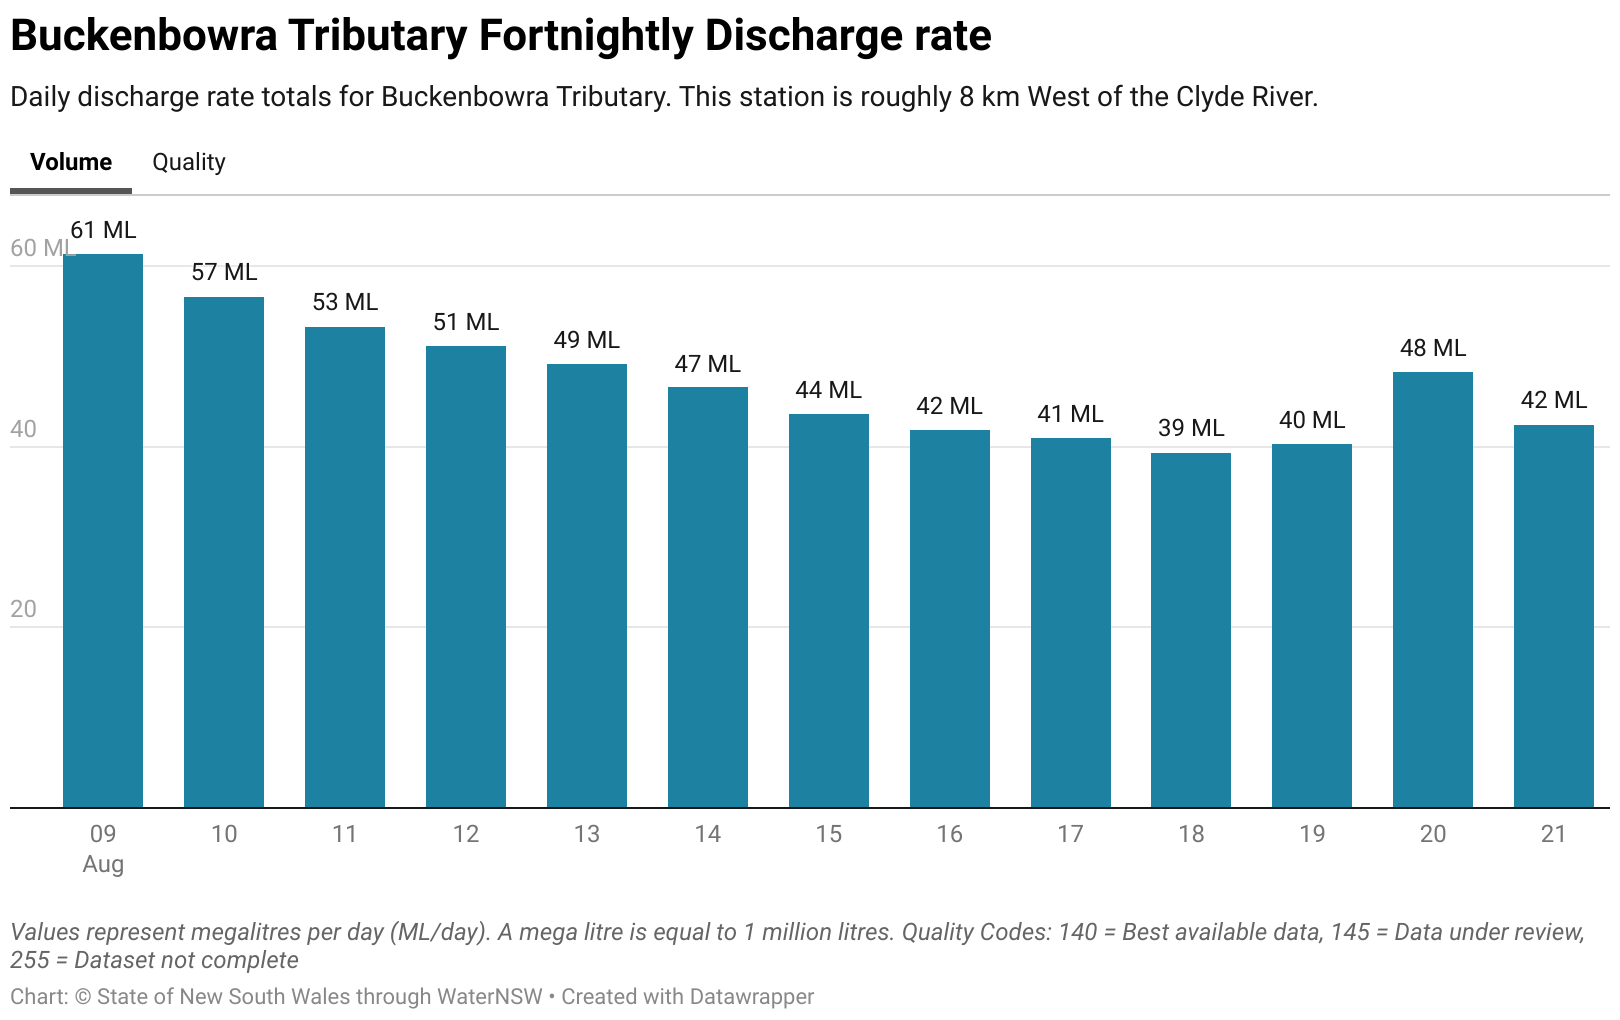 Buckenbowra Tributary Fortnightly Discharge rate
Daily discharge rate totals for Buckenbowra Tributary. This station is roughly 8 km West of the Clyde River.
Volume Quality
61 ML
60 ML
57 ML
53 ML
51 ML
49 ML
47 ML
44 ML
42 ML
41 ML
39 ML
40 ML
48 ML
42 ML
40
20
09 10 11 12 13 14 15 16 17 18 19 20 21
Aug
Values represent megalitres per day (ML/day). A mega litre is equal to 1 million litres. Quality Codes: 140 = Best available data, 145 = Data under review,
255 = Dataset not complete
Chart: © State of New South Wales through WaterNSW • Created with Datawrapper